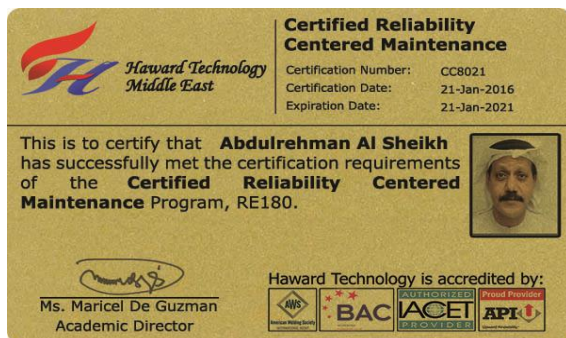 Haward Technology
Middle East
Certified Reliability
Centered Maintenance
Certification Number: CC8021
Certification Date: 21-Jan-2016
Expiration Date: 21-Jan-2021
This is to certify that Abdulrehman Al Sheikh
has successfully met the certification requirements
of the Certified Reliability Centered
Maintenance Program, RE180.
Ms. Maricel De Guzman
Academic Director
Haward Technology is accredited by:
AWS
American Welding Society
BAC
AUTHORIZED
IACET
PROVIDER
Proud Provider
API U